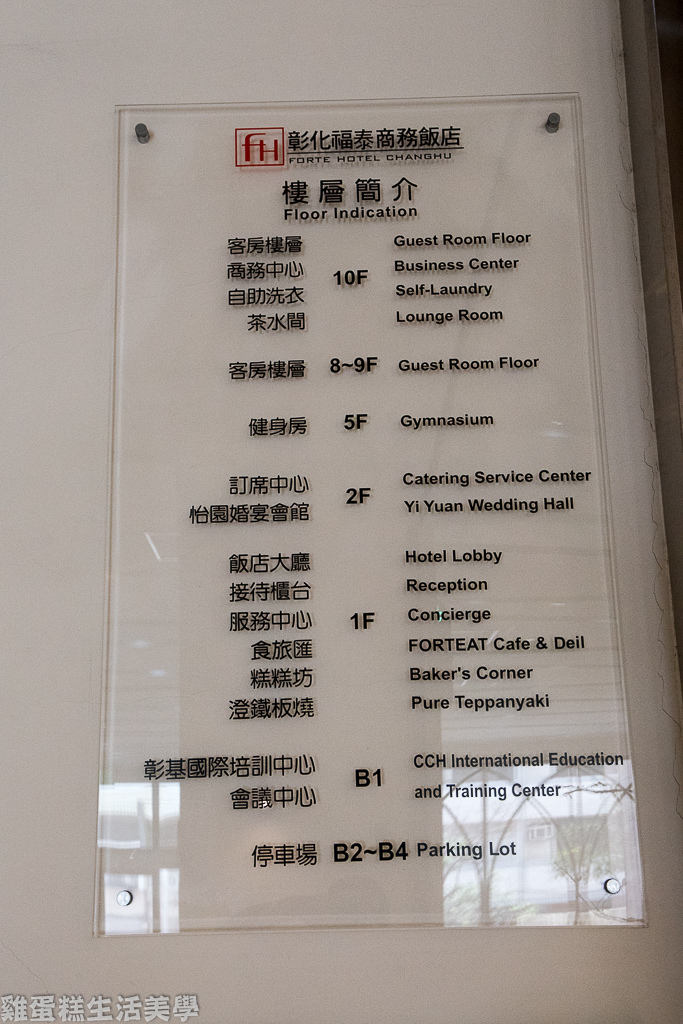 fH 彰化福泰商務飯店
FORTE HOTEL CHANGHU
樓層簡介
Floor Indication
客房樓層 Guest Room Floor
商務中心 10F Business Center
自助洗衣 Self-Laundry
茶水間 Lounge Room
客房樓層 8~9F Guest Room Floor
健身房 5F Gymnasium
訂席中心 2F Catering Service Center
怡園婚宴會館 Yi Yuan Wedding Hall
飯店大廳 Hotel Lobby
接待櫃台 Reception
服務中心 1F Concierge
食旅匯 FORTEAT Cafe & Deil
糕糕坊 Baker's Corner
澄鐵板燒 Pure Teppanyaki
彰基國際培訓中心 B1 CCH International Education
會議中心 and Training Center
停車場 B2~B4 Parking Lot
雞蛋糕生活美學